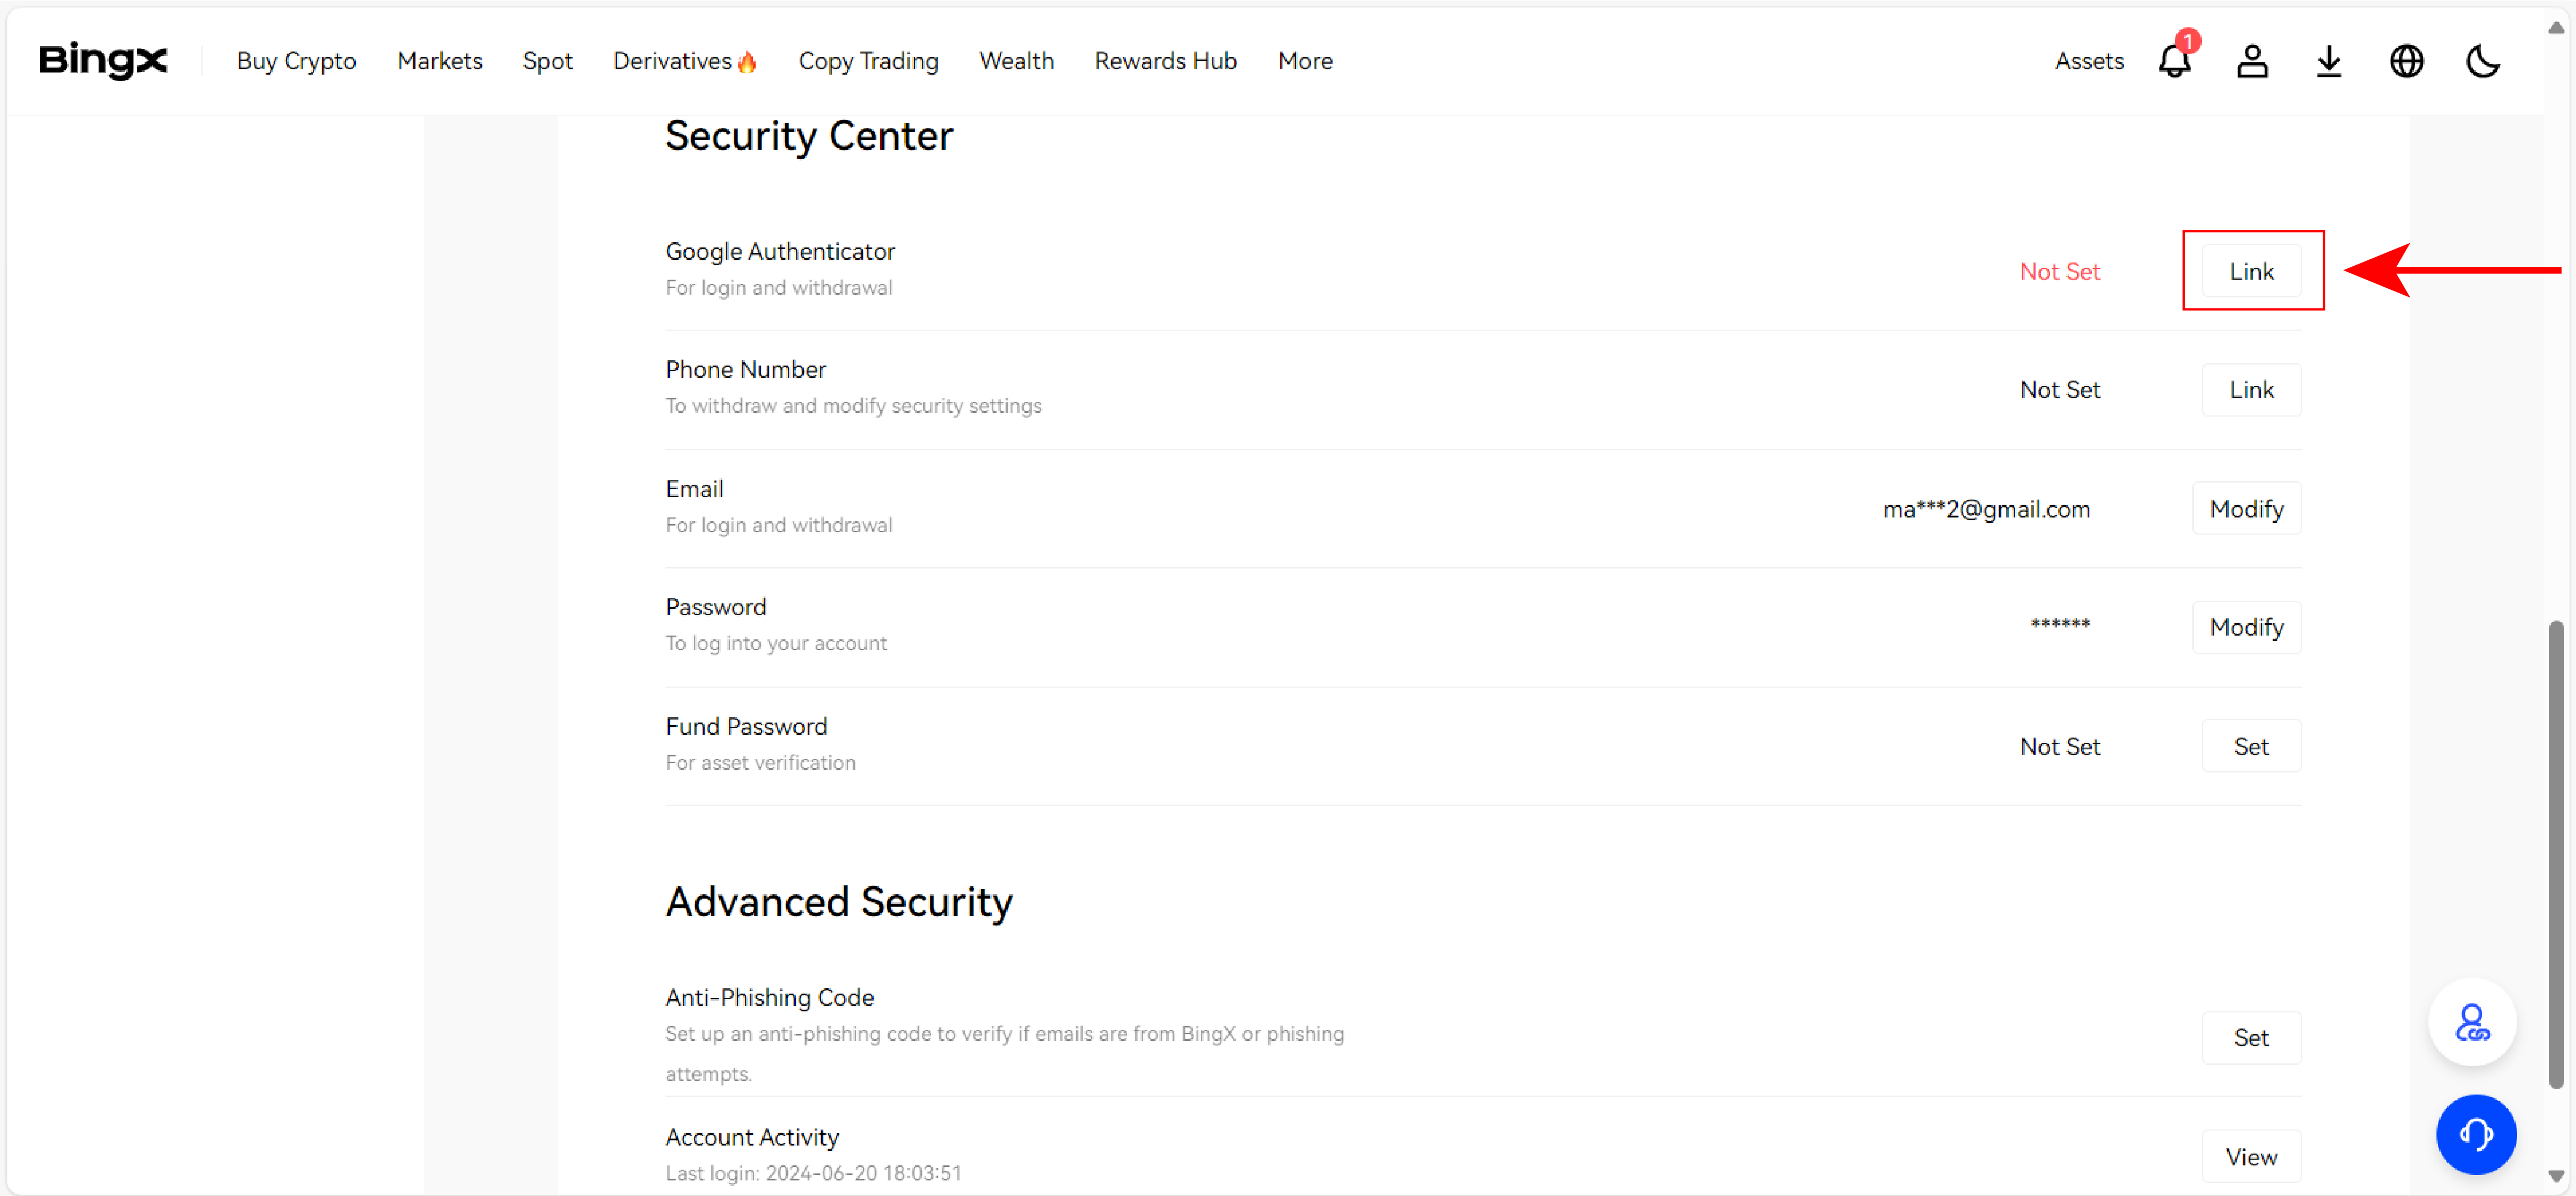 BingX
Buy Crypto
Markets
Spot
Derivatives
Copy Trading
Wealth
Rewards Hub
More
Assets
1
Security Center
Google Authenticator
For login and withdrawal
Not Set
Link
Phone Number
To withdraw and modify security settings
Not Set
Link
Email
For login and withdrawal
ma***2@gmail.com
Modify
Password
To log into your account
******
Modify
Fund Password
For asset verification
Not Set
Set
Advanced Security
Anti-Phishing Code
Set up an anti-phishing code to verify if emails are from BingX or phishing
attempts.
Set
Account Activity
Last login: 2024-06-20 18:03:51
View